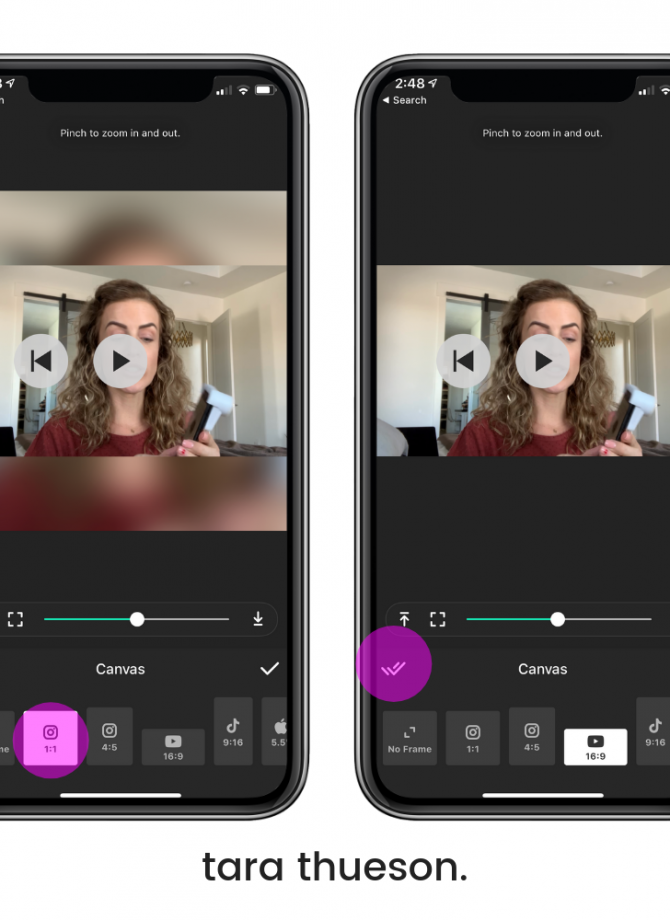 2:48
Search
Pinch to zoom in and out.
Pinch to zoom in and out.
Canvas
Canvas
1:1
4:5
16:9
9:16
5.5
No Frame
1:1
4:5
16:9
9:16
tara thueson.